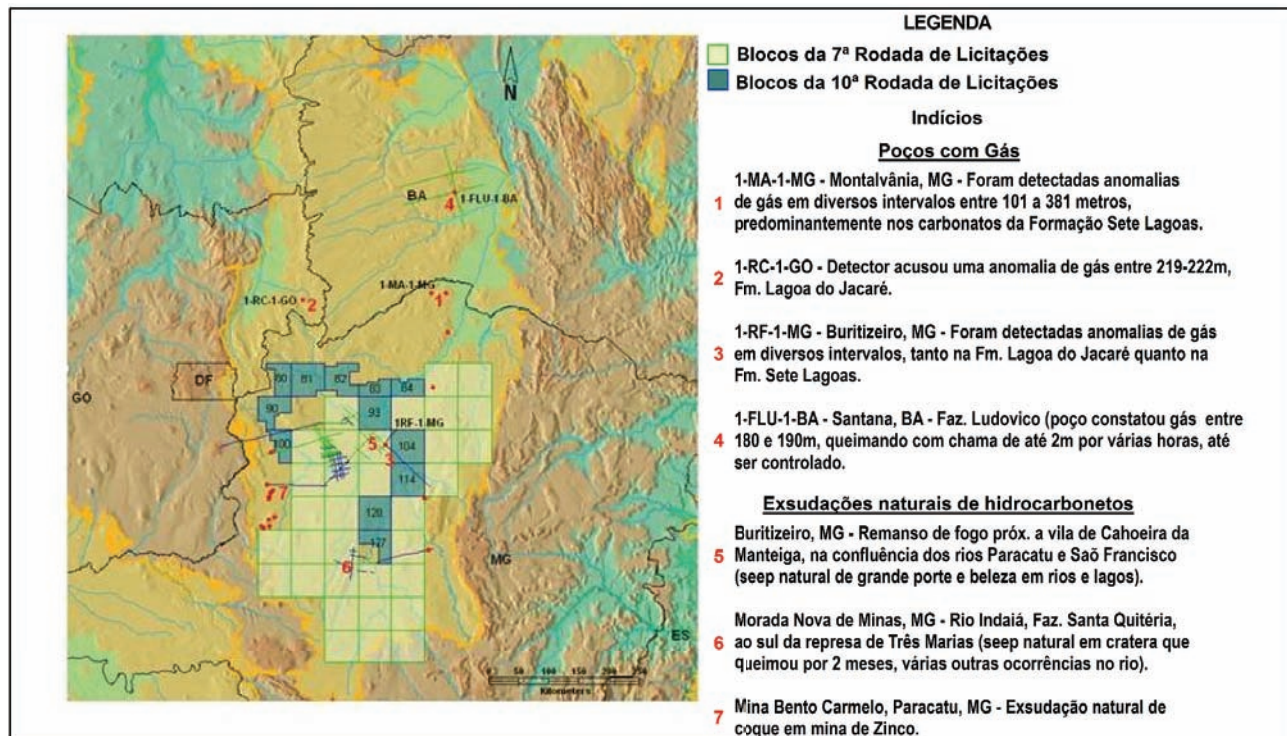 LEGENDA
Blocos da 7ª Rodada de Licitações
Blocos da 10ª Rodada de Licitações
Indícios
Poços com Gás
1 1-MA-1-MG - Montalvânia, MG - Foram detectadas anomalias
de gás em diversos intervalos entre 101 a 381 metros,
predominantemente nos carbonatos da Formação Sete Lagoas.
2 1-RC-1-GO - Detector acusou uma anomalia de gás entre 219-222m,
Fm. Lagoa do Jacaré.
3 1-RF-1-MG - Buritizeiro, MG - Foram detectadas anomalias de gás
em diversos intervalos, tanto na Fm. Lagoa do Jacaré quanto na
Fm. Sete Lagoas.
4 1-FLU-1-BA - Santana, BA - Faz. Ludovico (poço constatou gás entre
180 e 190m, queimando com chama de até 2m por várias horas, até
ser controlado.
Exsudações naturais de hidrocarbonetos
5 Buritizeiro, MG - Remanso de fogo próx. a vila de Cahoeira da
Manteiga, na confluência dos rios Paracatu e Saõ Francisco
(seep natural de grande porte e beleza em rios e lagos).
6 Morada Nova de Minas, MG - Rio Indaiá, Faz. Santa Quitéria,
ao sul da represa de Três Marias (seep natural em cratera que
queimou por 2 meses, várias outras ocorrências no rio).
7 Mina Bento Carmelo, Paracatu, MG - Exsudação natural de
coque em mina de Zinco.
N
BA
4 1-FLU-1-BA
1-MA-1-MG
1
1-RC-1-GO 2
DF
GO
80 81 82 83 84
90 93
1RF-1-MG
100 5 104
3
7 114
120
127
6
MG
ES
0 50 100 150 200 250
Kilometers